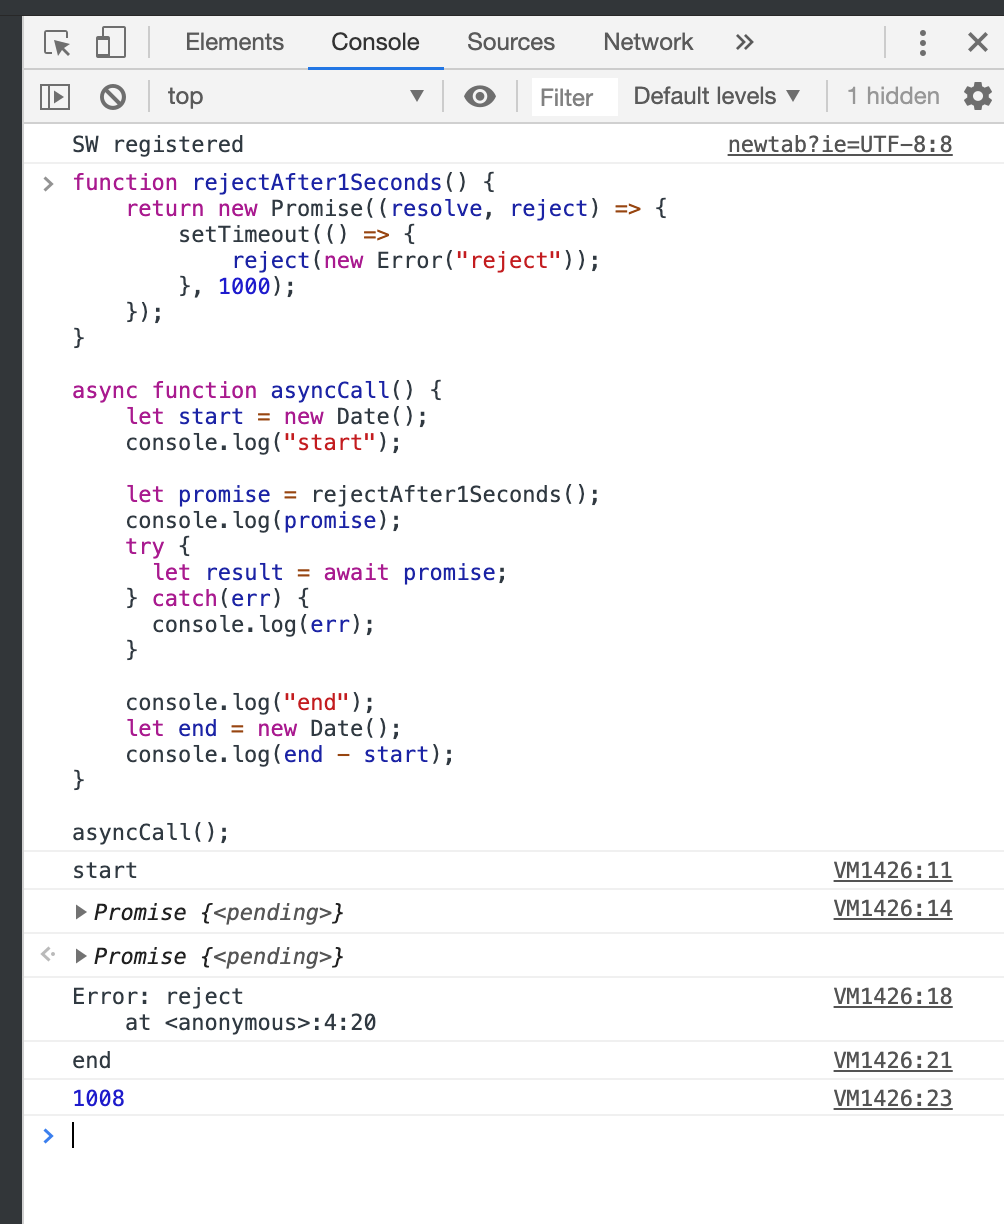 Elements Console Sources Network »
top Filter Default levels 1 hidden
SW registered newtab?ie=UTF-8:8
> function rejectAfter1Seconds() {
    return new Promise((resolve, reject) => {
        setTimeout(() => {
            reject(new Error("reject"));
        }, 1000);
    });
}
async function asyncCall() {
    let start = new Date();
    console.log("start");
    let promise = rejectAfter1Seconds();
    console.log(promise);
    try {
      let result = await promise;
    } catch(err) {
      console.log(err);
    }
    console.log("end");
    let end = new Date();
    console.log(end - start);
}
asyncCall();
start VM1426:11
Promise {<pending>} VM1426:14
Promise {<pending>}
Error: reject VM1426:18
    at <anonymous>:4:20
end VM1426:21
1008 VM1426:23
>